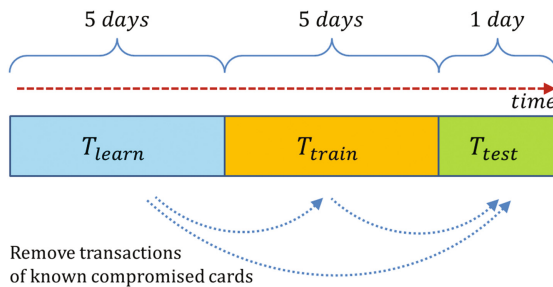 5 days 5 days 1 day
time
T_learn T_train T_test
Remove transactions
of known compromised cards